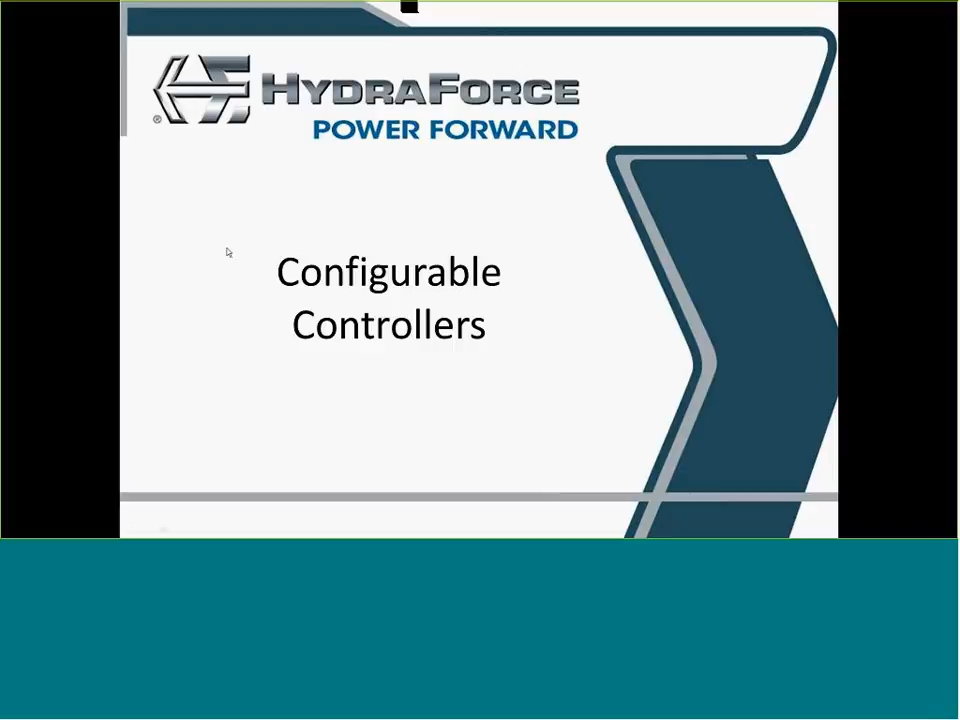 HYDRAFORCE
®
POWER FORWARD
Configurable
Controllers